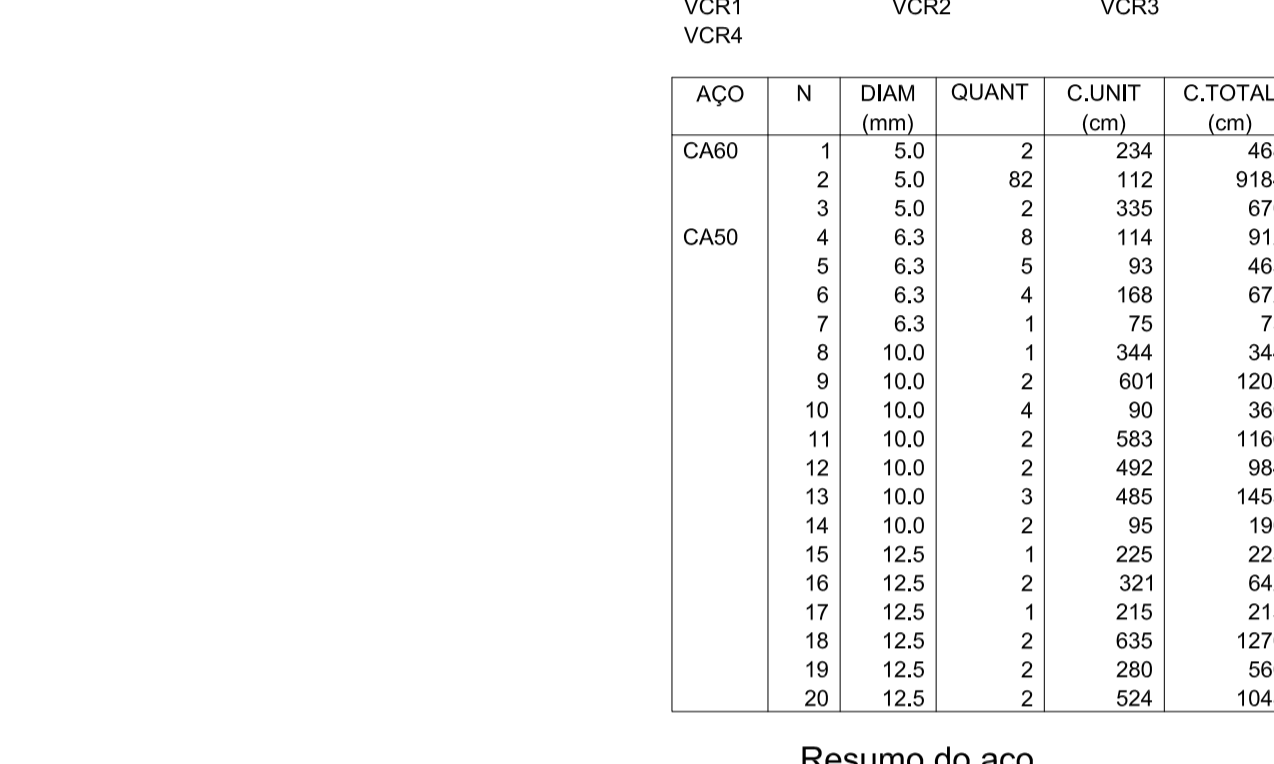 VCR1 VCR2 VCR3
VCR4
AÇO N DIAM QUANT C.UNIT C.TOTAL
(mm) (cm) (cm)
CA60 1 5.0 2 234 46
2 5.0 82 112 918
3 5.0 2 335 67
CA50 4 6.3 8 114 91
5 6.3 5 93 46
6 6.3 4 168 67
7 6.3 1 75 7
8 10.0 1 344 34
9 10.0 2 601 120
10 10.0 4 90 36
11 10.0 2 583 116
12 10.0 2 492 98
13 10.0 3 485 145
14 10.0 2 95 19
15 12.5 1 225 22
16 12.5 2 321 64
17 12.5 1 215 21
18 12.5 2 635 127
19 12.5 2 280 56
20 12.5 2 524 104
Resumo do aço